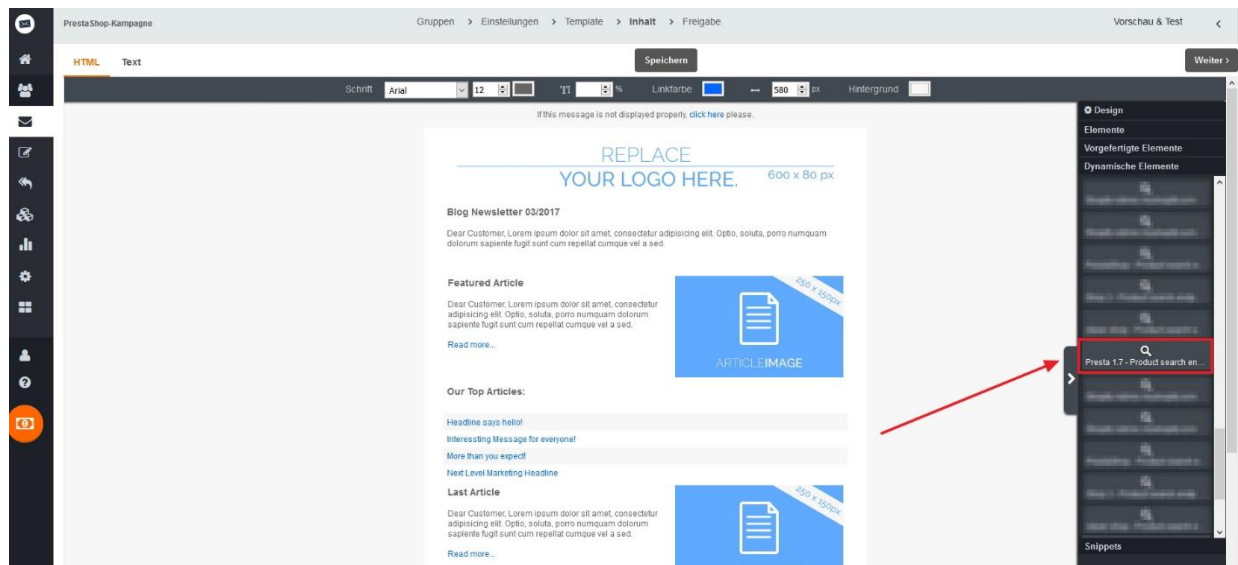 PrestaShop-Kampagne
Gruppen > Einstellungen > Template > Inhalt > Freigabe
Vorschau & Test <
HTML Text
Speichern
Weiter >
Schrift Arial 12 TI % Linkfarbe 580 px Hintergrund
If this message is not displayed properly, click here please.
REPLACE
YOUR LOGO HERE. 600 x 80 px
Blog Newsletter 03/2017
Dear Customer, Lorem ipsum dolor sit amet, consectetur adipisicing elit. Optio, soluta, porro numquam
dolorum sapiente fugit sunt cum repellat cumque vel a sed.
Featured Article
Dear Customer, Lorem ipsum dolor sit amet, consectetur
adipisicing elit. Optio, soluta, porro numquam dolorum
sapiente fugit sunt cum repellat cumque vel a sed.
Read more...
250 x 150px
ARTICLEIMAGE
Our Top Articles:
Headline says hello!
Interessting Message for everyone!
More than you expect!
Next Level Marketing Headline
Last Article
Dear Customer, Lorem ipsum dolor sit amet, consectetur
adipisicing elit. Optio, soluta, porro numquam dolorum
sapiente fugit sunt cum repellat cumque vel a sed.
Read more...
250 x 150px
Design
Elemente
Vorgefertigte Elemente
Dynamische Elemente
Presta 1.7 - Product search en...
Snippets